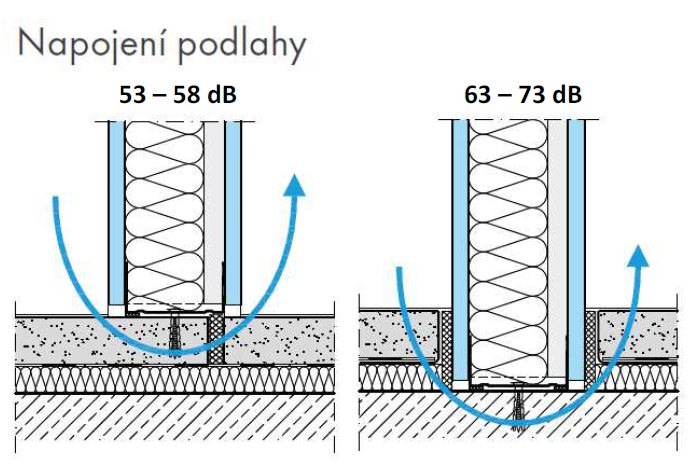 Napojení podlahy
53 – 58 dB
63 – 73 dB